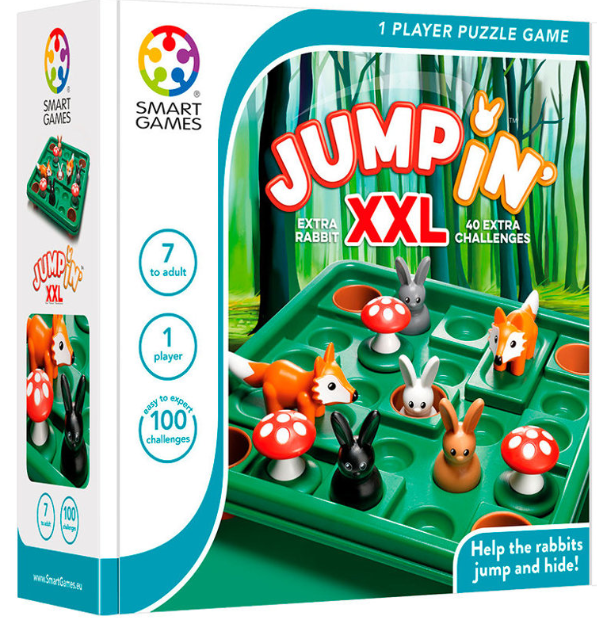 1 PLAYER PUZZLE GAME
SMART
GAMES
®
JUMP IN'
™
EXTRA
RABBIT
XXL
40 EXTRA
CHALLENGES
7
to adult
1
player
easy to expert
100
challenges
Help the rabbits
jump and hide!
SMART
GAMES
®
JUMP IN'
XXL
7
to adult
100
challenges
www.SmartGames.eu